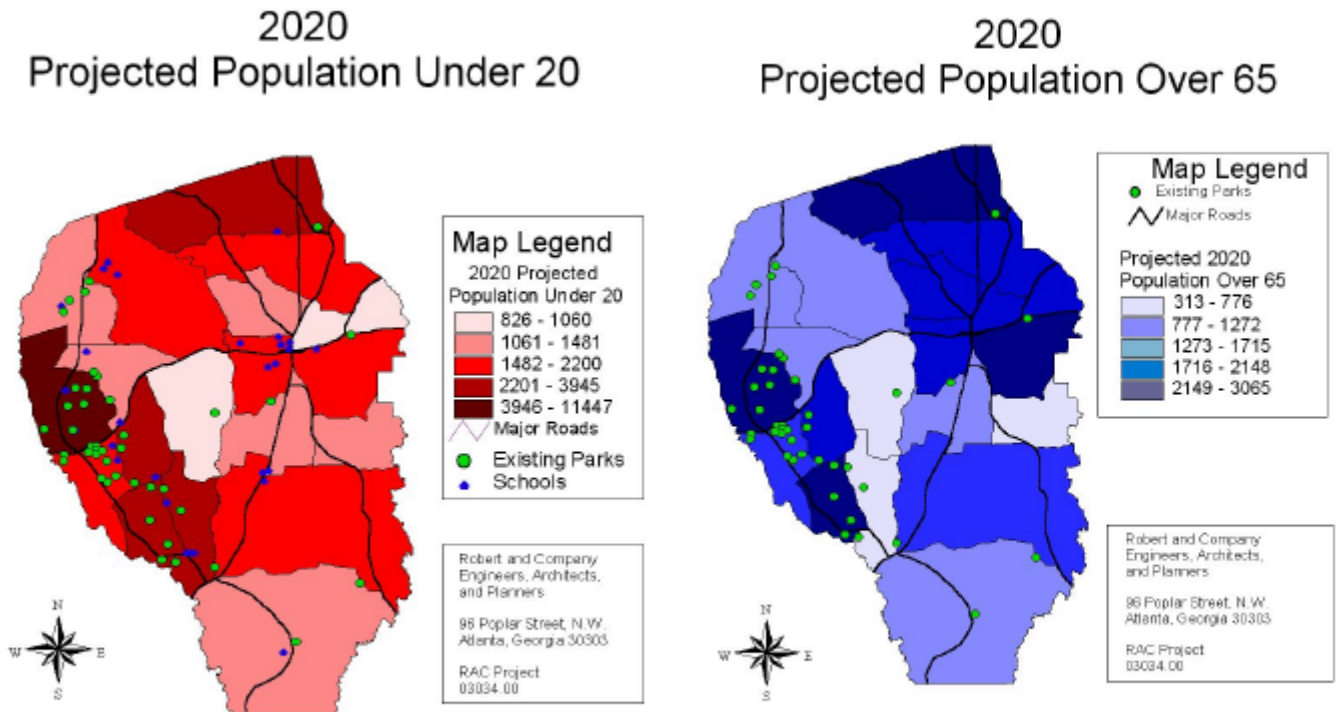 2020
Projected Population Under 20
Map Legend
2020 Projected
Population Under 20
826 - 1060
1061 - 1481
1482 - 2200
2201 - 3945
3946 - 11447
Major Roads
Existing Parks
Schools
Robert and Company
Engineers, Architects,
and Planners
96 Poplar Street, N.W.
Atlanta, Georgia 30303
RAC Project
03034.00
N
W
E
S
2020
Projected Population Over 65
Map Legend
Existing Parks
Major Roads
Projected 2020
Population Over 65
313 - 776
777 - 1272
1273 - 1715
1716 - 2148
2149 - 3065
Robert and Company
Engineers, Architects,
and Planners
96 Poplar Street, N.W.
Atlanta, Georgia 30303
RAC Project
03034.00
N
W
E
S